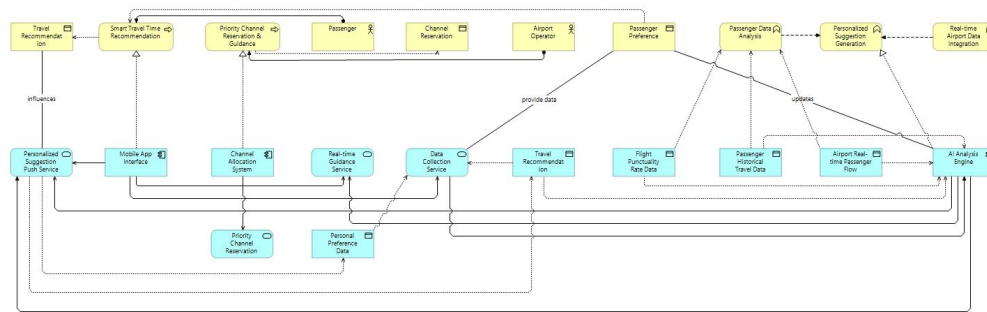 Travel
Recommendat
ion
Smart Travel Time
Recommendation
Priority Channel
Reservation &
Guidance
Passenger
Channel
Reservation
Airport
Operator
Passenger
Preference
Passenger Data
Analysis
Personalized
Suggestion
Generation
Real-time
Airport Data
Integration
influences
provide data
updates
Personalized
Suggestion
Push Service
Mobile App
Interface
Channel
Allocation
System
Real-time
Guidance
Service
Data
Collection
Service
Travel
Recommendat
ion
Flight
Punctuality
Rate Data
Passenger
Historical
Travel Data
Airport Real-
time Passenger
Flow
AI Analysis
Engine
Priority
Channel
Reservation
Personal
Preference
Data